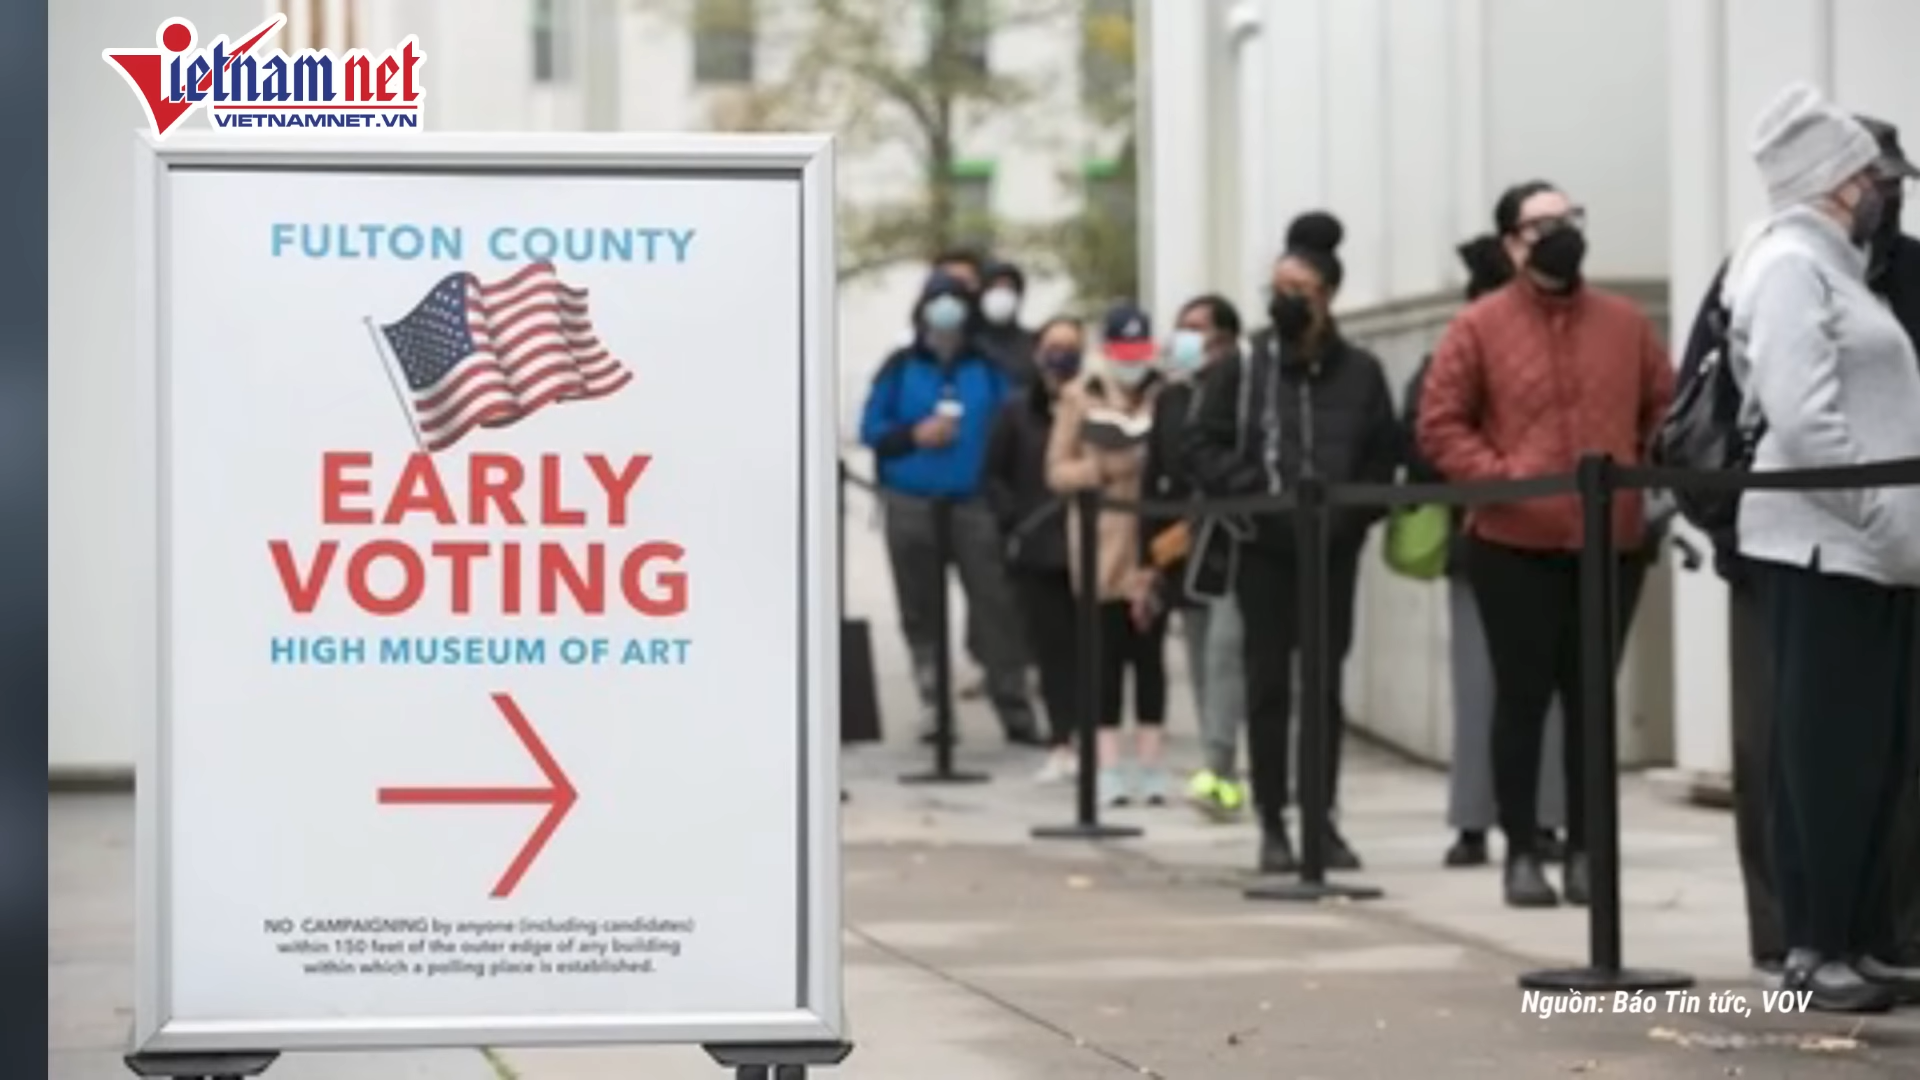 Vietnamnet
VIETNAMNET.VN
FULTON COUNTY
EARLY
VOTING
HIGH MUSEUM OF ART
NO CAMPAIGNING by anyone (including candidates)
within 150 feet of the outer edge of any building
within which a polling place is established.
Nguồn: Báo Tin tức, VOV